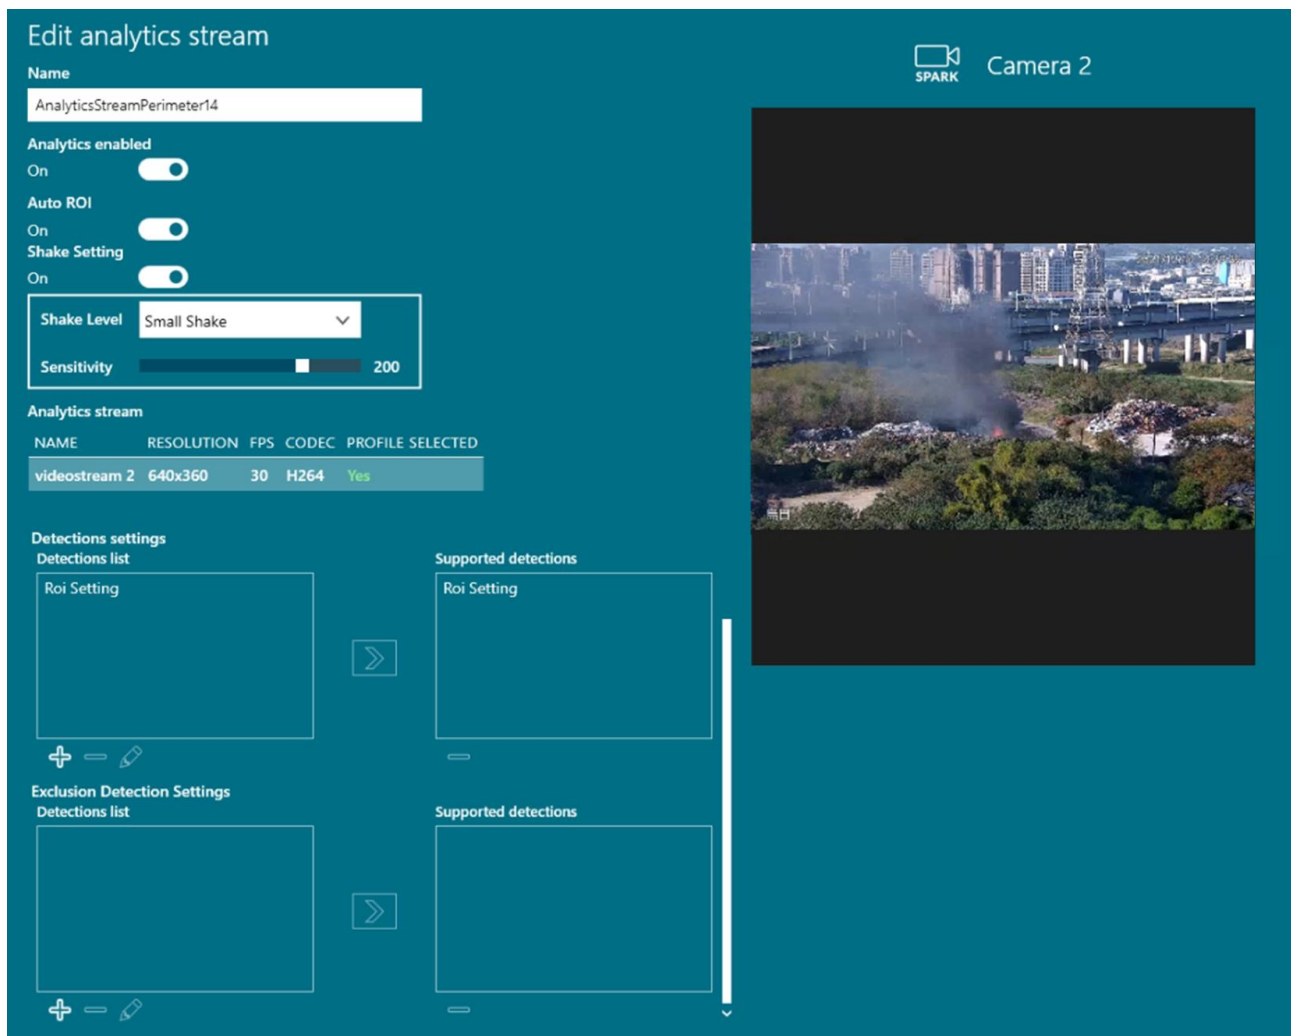 Edit analytics stream
SPARK
Camera 2
Name
AnalyticsStreamPerimeter14
Analytics enabled
On
Auto ROI
On
Shake Setting
On
Shake Level Small Shake
Sensitivity 200
Analytics stream
NAME RESOLUTION FPS CODEC PROFILE SELECTED
videostream 2 640x360 30 H264 Yes
Detections settings
Detections list Supported detections
Roi Setting Roi Setting
Exclusion Detection Settings
Detections list Supported detections